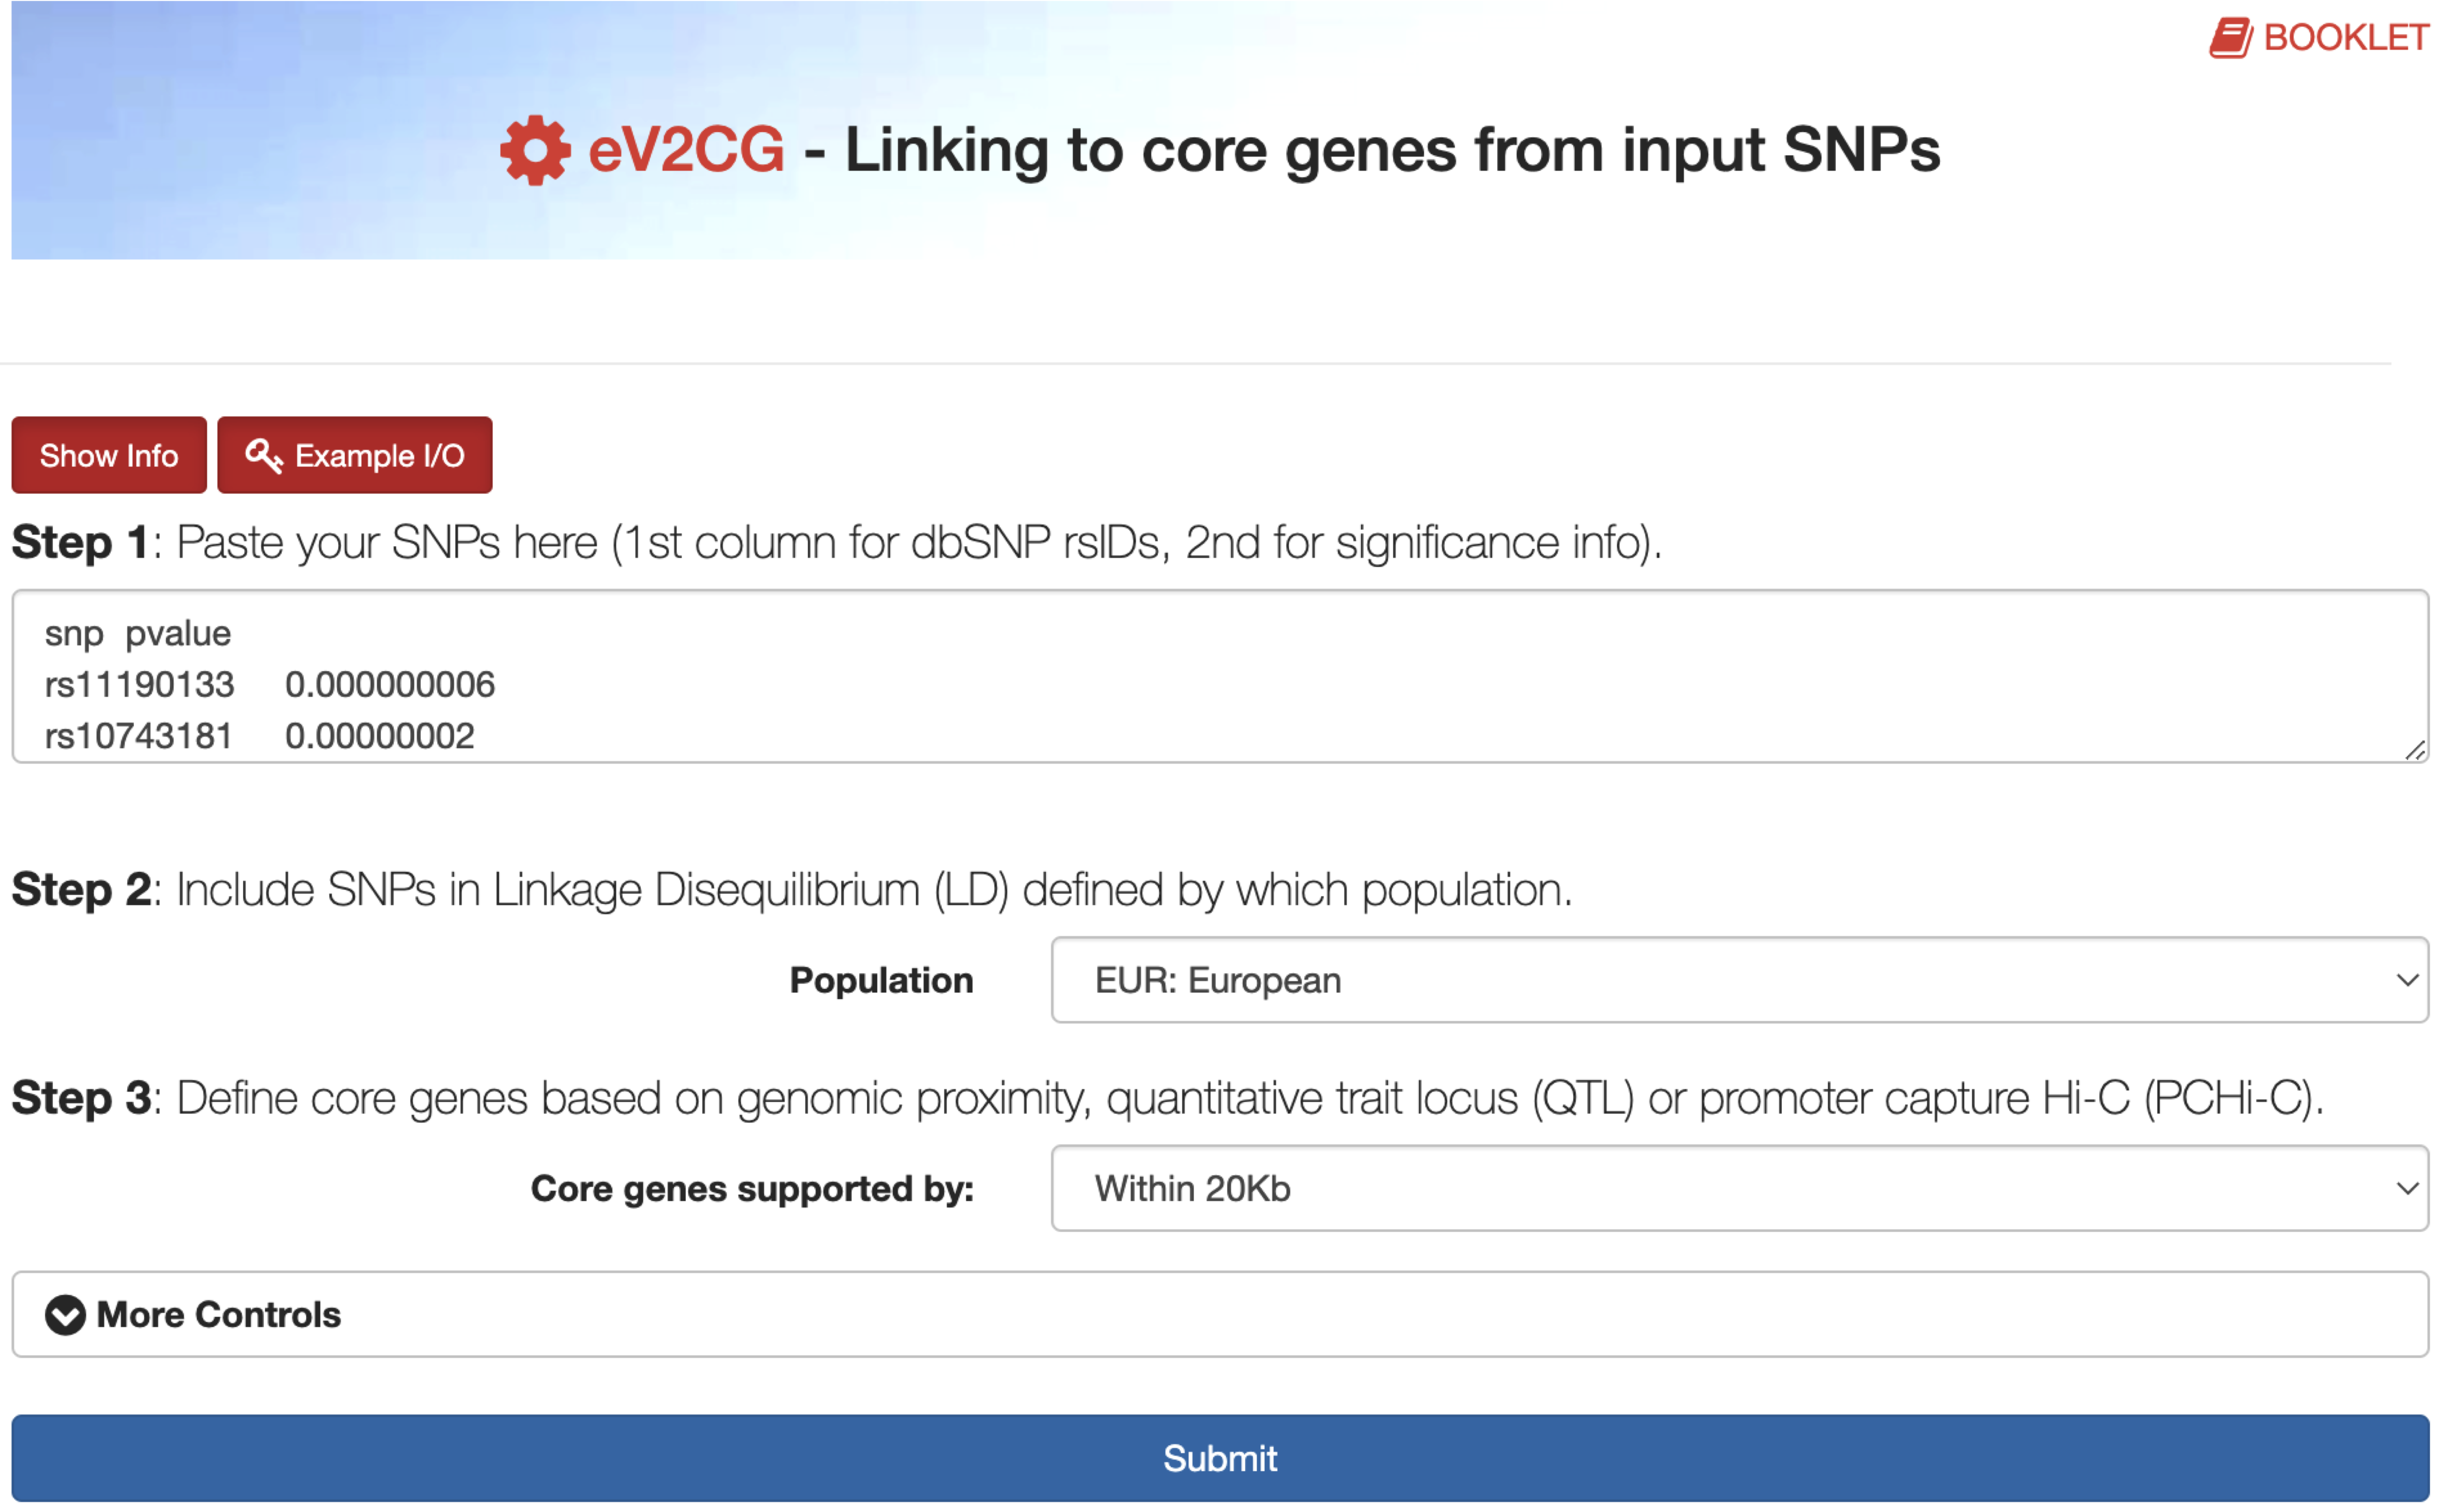 BOOKLET
eV2CG - Linking to core genes from input SNPs
Show Info
Example I/O
Step 1: Paste your SNPs here (1st column for dbSNP rsIDs, 2nd for significance info).
snp pvalue
rs11190133 0.000000006
rs10743181 0.00000002
Step 2: Include SNPs in Linkage Disequilibrium (LD) defined by which population.
Population EUR: European
Step 3: Define core genes based on genomic proximity, quantitative trait locus (QTL) or promoter capture Hi-C (PCHi-C).
Core genes supported by: Within 20Kb
More Controls
Submit